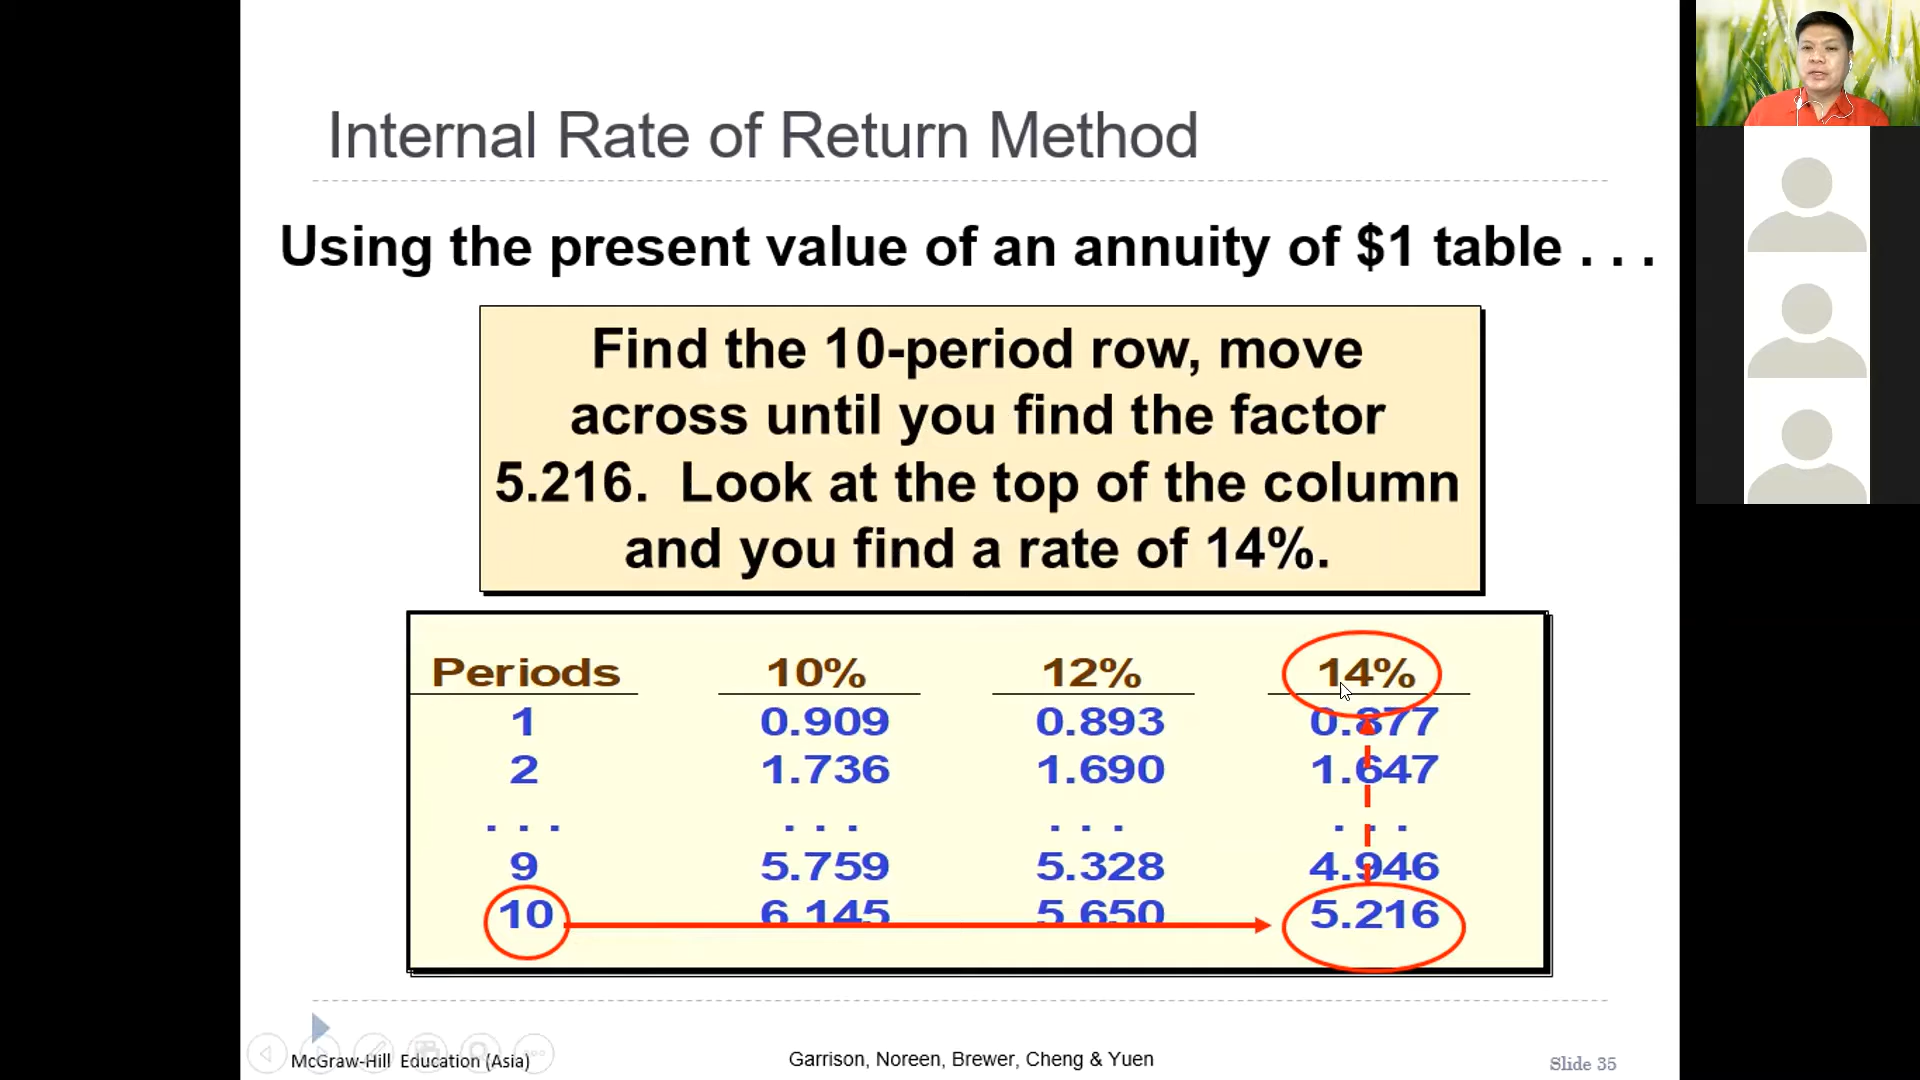 Internal Rate of Return Method
Using the present value of an annuity of $1 table . . .
Find the 10-period row, move
across until you find the factor
5.216. Look at the top of the column
and you find a rate of 14%.
Periods 10% 12% 14%
1 0.909 0.893 0.877
2 1.736 1.690 1.647
. . . . . . . . . . . .
9 5.759 5.328 4.946
10 6.145 5.650 5.216
McGraw-Hill Education (Asia)
Garrison, Noreen, Brewer, Cheng & Yuen
Slide 35